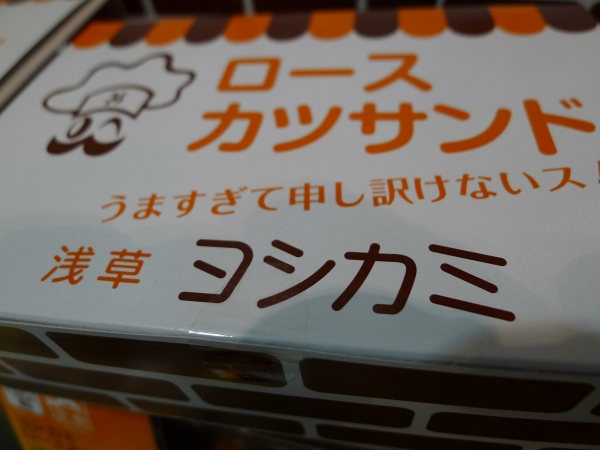 ロース
カツサンド
うますぎて申し訳けないス!
浅草 ヨシカミ